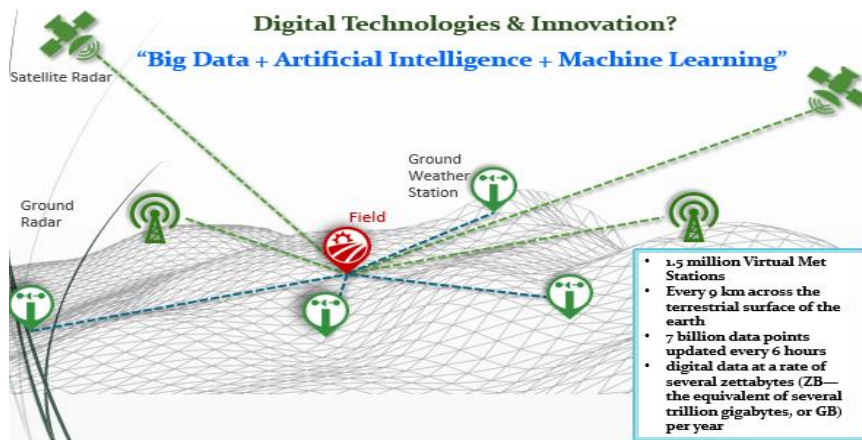 Digital Technologies & Innovation?
“Big Data + Artificial Intelligence + Machine Learning”
Satellite Radar
Ground
Weather
Station
Ground
Radar
Field
• 1.5 million Virtual Met
Stations
• Every 9 km across the
terrestrial surface of the
earth
• 7 billion data points
updated every 6 hours
• digital data at a rate of
several zettabytes (ZB—
the equivalent of several
trillion gigabytes, or GB)
per year